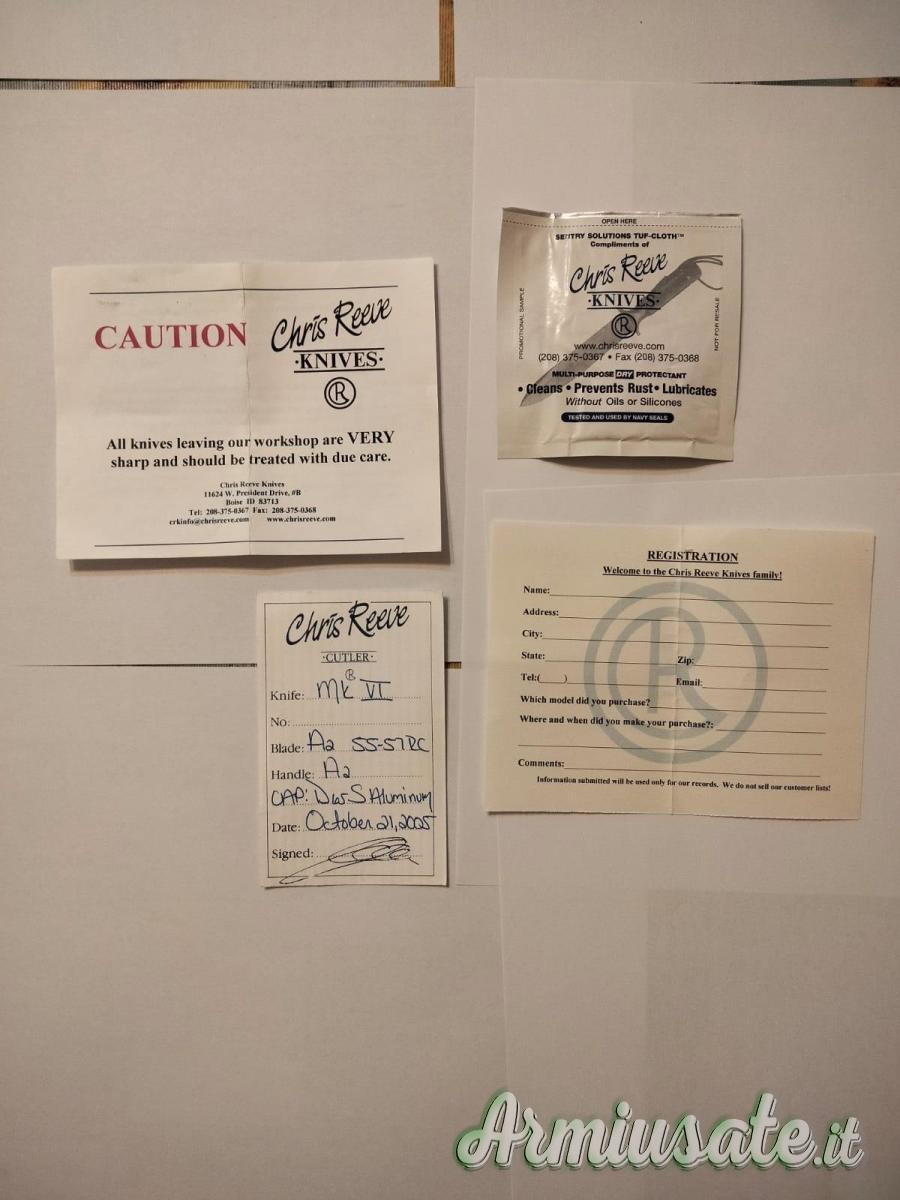 CAUTION
Chris Reeve
·KNIVES·
R
All knives leaving our workshop are VERY
sharp and should be treated with due care.
Chris Reeve Knives
11624 W. President Drive, #B
Boise ID 83713
Tel: 208-375-0367 Fax: 208-375-0368
crkinfo@chrisreeve.com www.chrisreeve.com
OPEN HERE
SENTRY SOLUTIONS TUF-CLOTH™
Compliments of
Chris Reeve
·KNIVES·
R
PROMOTIONAL SAMPLE
NOT FOR RESALE
www.chrisreeve.com
(208) 375-0367 • Fax (208) 375-0368
MULTI-PURPOSE DRY PROTECTANT
• Cleans • Prevents Rust • Lubricates
Without Oils or Silicones
TESTED AND USED BY NAVY SEALS
Chris Reeve
·CUTLER·
Knife: Mk VI
No:
Blade: A2 55-57RC
Handle: A2
CAP: Aluminum
Date: October 21, 2005
Signed:
REGISTRATION
Welcome to the Chris Reeve Knives family!
Name:
Address:
City:
State: Zip:
Tel:( ) Email:
Which model did you purchase?
Where and when did you make your purchase?:
Comments:
Information submitted will be used only for our records. We do not sell our customer lists!
Armiusate.it